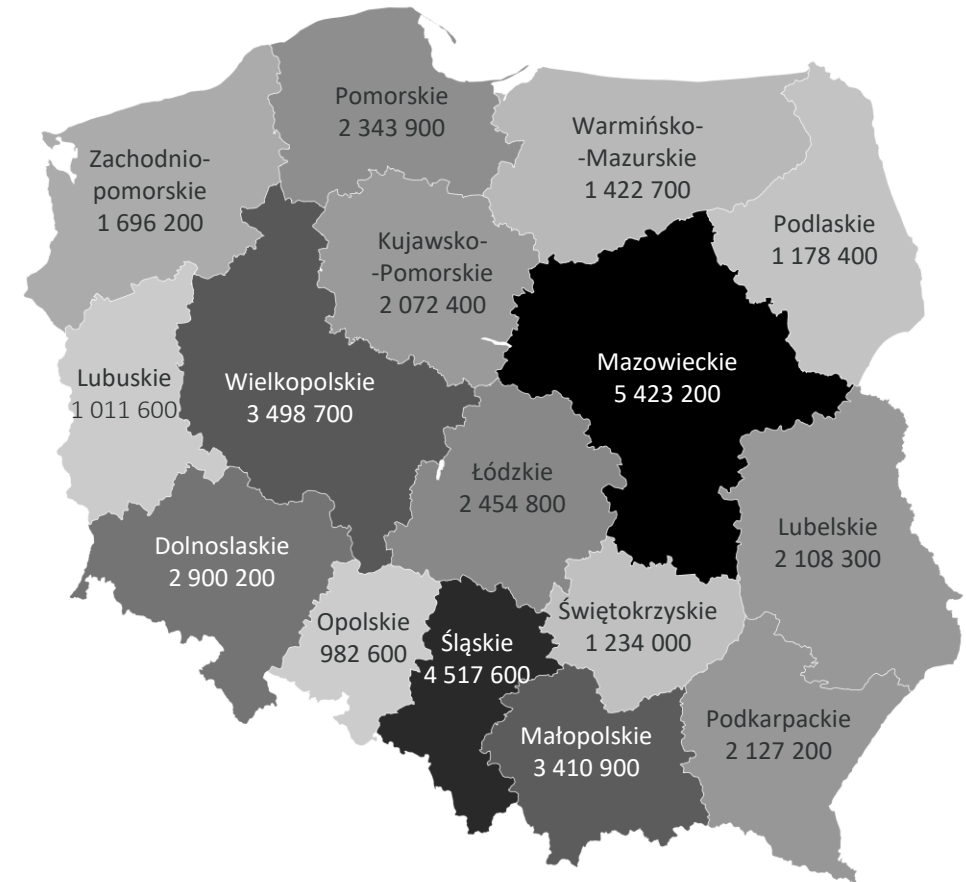 Pomorskie
2 343 900
Warmińsko-
-Mazurskie
1 422 700
Zachodnio-
pomorskie
1 696 200
Podlaskie
1 178 400
Kujawsko-
-Pomorskie
2 072 400
Mazowieckie
5 423 200
Lubuskie
1 011 600
Wielkopolskie
3 498 700
Łódzkie
2 454 800
Lubelskie
2 108 300
Dolnoslaskie
2 900 200
Opolskie
982 600
Śląskie
4 517 600
Świętokrzyskie
1 234 000
Małopolskie
3 410 900
Podkarpackie
2 127 200